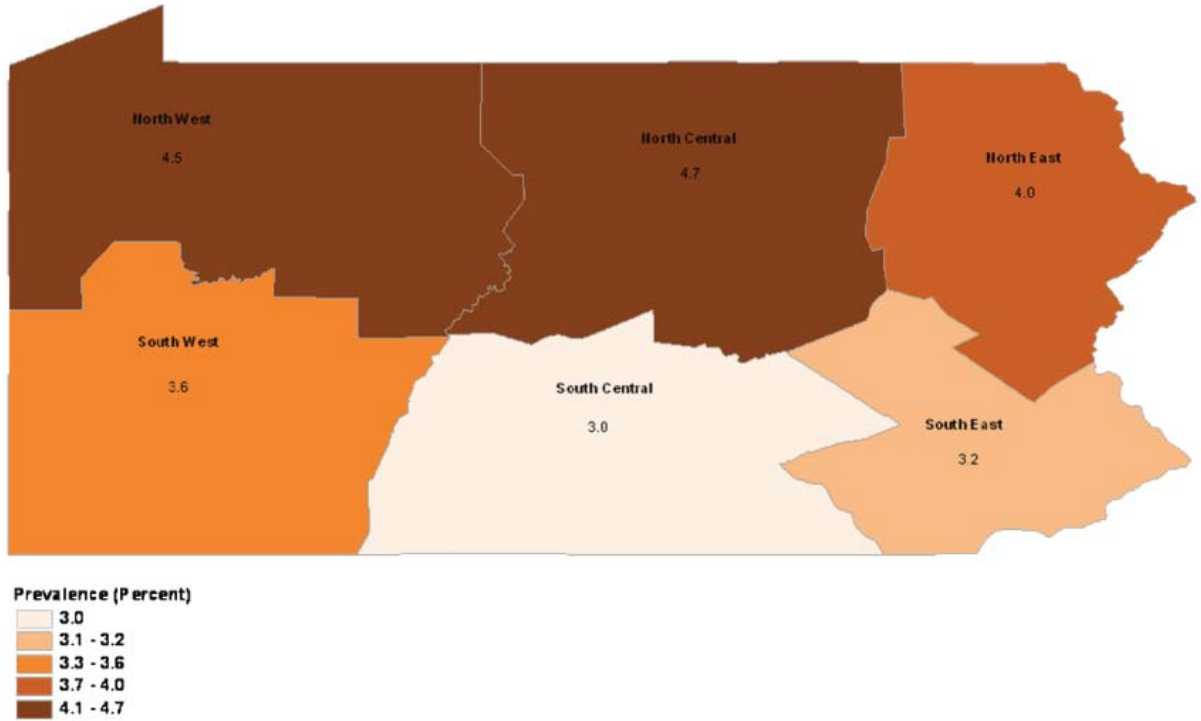 North West
4.5
North Central
4.7
North East
4.0
South West
3.6
South Central
3.0
South East
3.2
Prevalence (Percent)
3.0
3.1 - 3.2
3.3 - 3.6
3.7 - 4.0
4.1 - 4.7